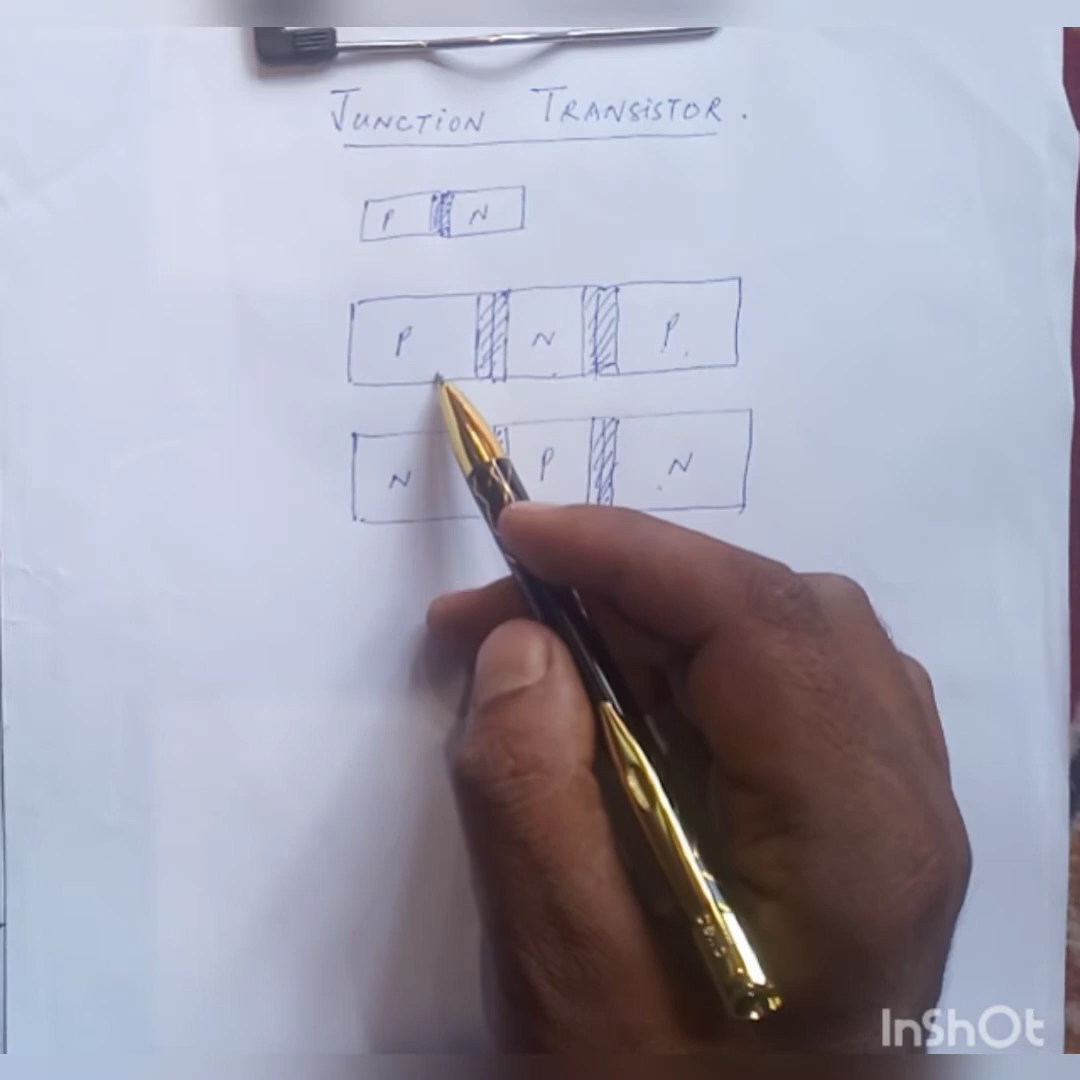 JUNCTION TRANSISTOR.
P N
P N P
N P N
InShOt